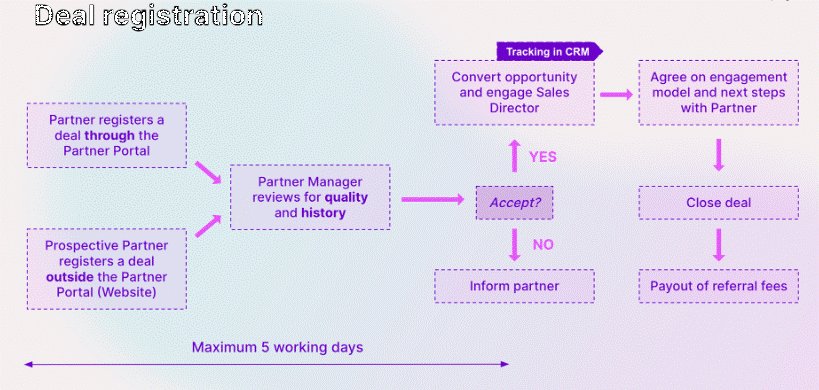 Deal registration
Partner registers a
deal through the
Partner Portal
Prospective Partner
registers a deal
outside the Partner
Portal (Website)
Partner Manager
reviews for quality
and history
Accept?
YES
NO
Tracking in CRM
Convert opportunity
and engage Sales
Director
Inform partner
Agree on engagement
model and next steps
with Partner
Close deal
Payout of referral fees
Maximum 5 working days